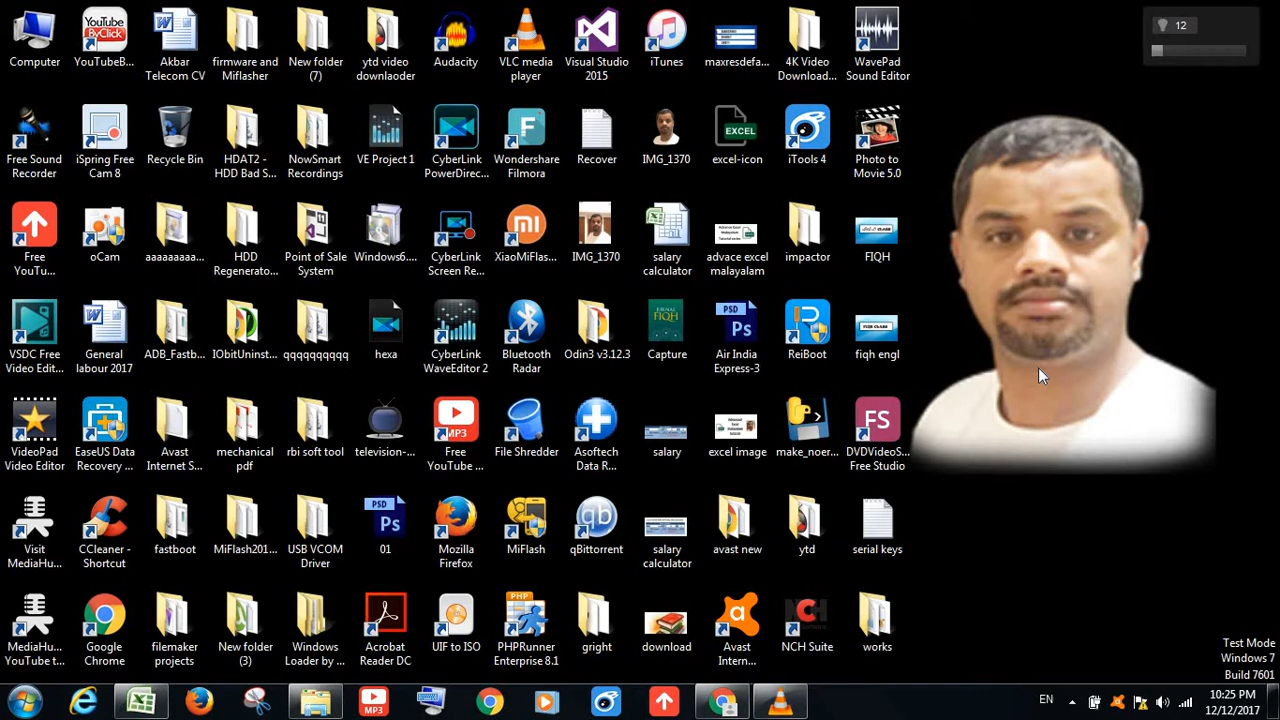 12
Computer
YouTubeB...
Akbar Telecom CV
firmware and Miflasher
New folder (7)
ytd video downlaoder
Audacity
VLC media player
Visual Studio 2015
iTunes
maxresdefa...
4K Video Download...
WavePad Sound Editor
Free Sound Recorder
iSpring Free Cam 8
Recycle Bin
HDAT2 - HDD Bad S...
NowSmart Recordings
VE Project 1
CyberLink PowerDirec...
Wondershare Filmora
Recover
IMG_1370
excel-icon
iTools 4
Photo to Movie 5.0
Free YouTu...
oCam
aaaaaaaaa...
HDD Regenerato...
Point of Sale System
Windows6....
CyberLink Screen Re...
XiaoMiFlas...
IMG_1370
salary calculator
advace excel malayalam
impactor
FIQH
VSDC Free Video Edit...
General labour 2017
ADB_Fastb...
IObitUninst...
qqqqqqqqqq
hexa
CyberLink WaveEditor 2
Bluetooth Radar
Odin3 v3.12.3
Capture
Air India Express-3
ReiBoot
fiqh engl
VideoPad Video Editor
EaseUS Data Recovery ...
Avast Internet S...
mechanical pdf
rbi soft tool
television-...
Free YouTube ...
File Shredder
Asoftech Data R...
salary
excel image
make_noer...
DVDVideoS... Free Studio
Visit MediaHu...
CCleaner - Shortcut
fastboot
MiFlash201...
USB VCOM Driver
01
Mozilla Firefox
MiFlash
qBittorrent
salary calculator
avast new
ytd
serial keys
MediaHu... YouTube t...
Google Chrome
filemaker projects
New folder (3)
Windows Loader by ...
Acrobat Reader DC
UIF to ISO
PHPRunner Enterprise 8.1
gright
download
Avast Intern...
NCH Suite
works
Test Mode
Windows 7
Build 7601
EN
10:25 PM
12/12/2017